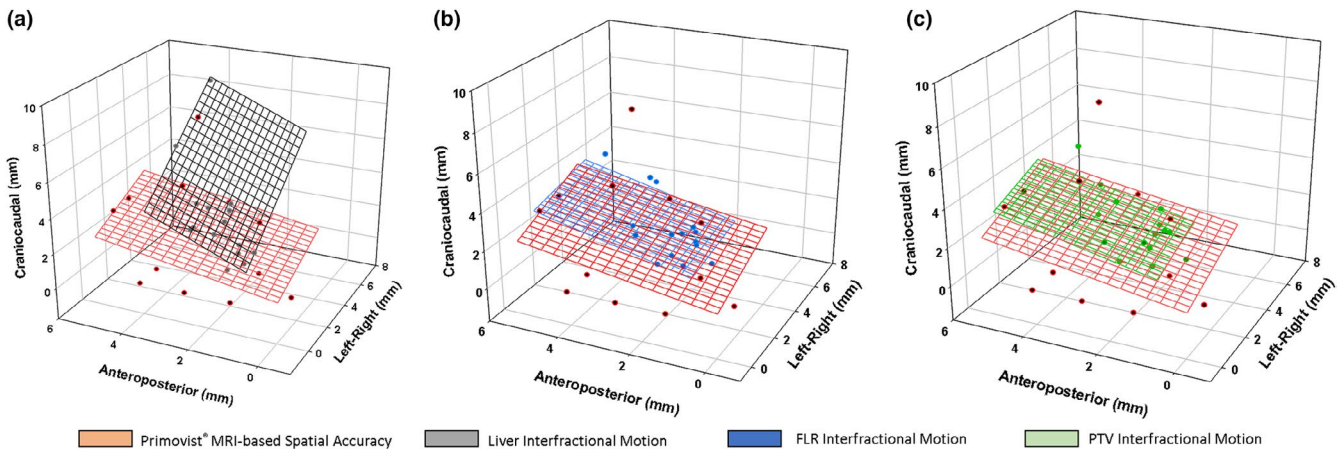 (a)
Craniocaudal (mm)
10
8
6
4
2
0
6
4
2
0
Anteroposterior (mm)
0
2
4
6
8
Left-Right (mm)
(b)
Craniocaudal (mm)
10
8
6
4
2
0
6
4
2
0
Anteroposterior (mm)
0
2
4
6
8
Left-Right (mm)
(c)
Craniocaudal (mm)
10
8
6
4
2
0
6
4
2
0
Anteroposterior (mm)
0
2
4
6
8
Left-Right (mm)
Primovist® MRI-based Spatial Accuracy
Liver Interfractional Motion
FLR Interfractional Motion
PTV Interfractional Motion